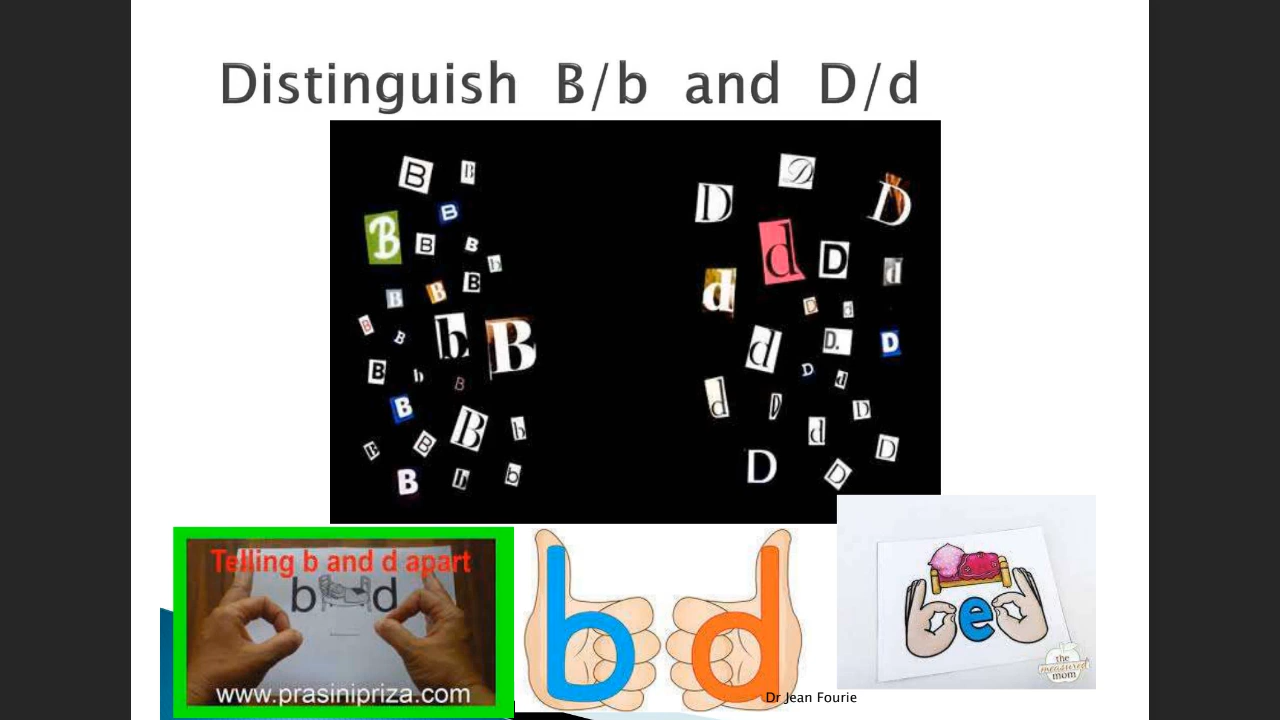 Distinguish B/b and D/d
B B
B
B B B
b
B B B
B B b B
B b B
B
B b
B B
B b b
D
D D
d D d
d D d
d D. D
D d
d D D
d D
D D
Telling b and d apart
b d
www.prasinipriza.com
b d
b e d
the
measured
mom
Dr Jean Fourie